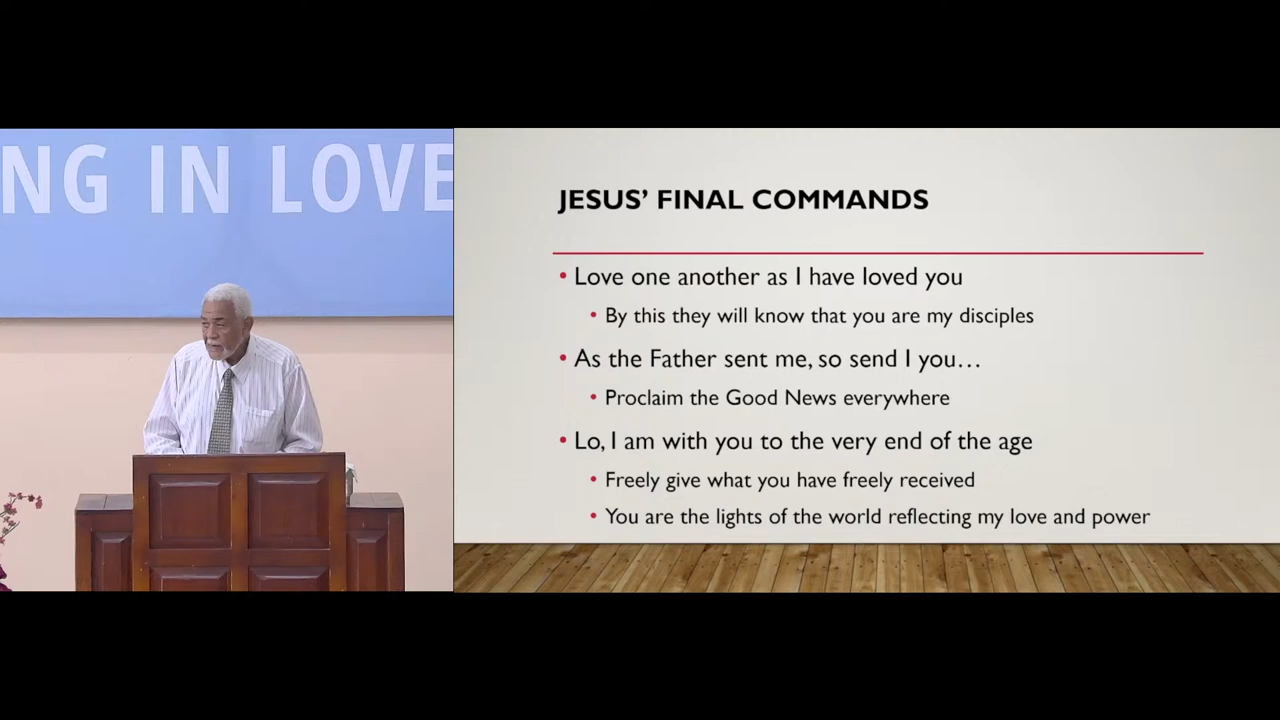 NG IN LOVE
JESUS’ FINAL COMMANDS
• Love one another as I have loved you
• By this they will know that you are my disciples
• As the Father sent me, so send I you…
• Proclaim the Good News everywhere
• Lo, I am with you to the very end of the age
• Freely give what you have freely received
• You are the lights of the world reflecting my love and power